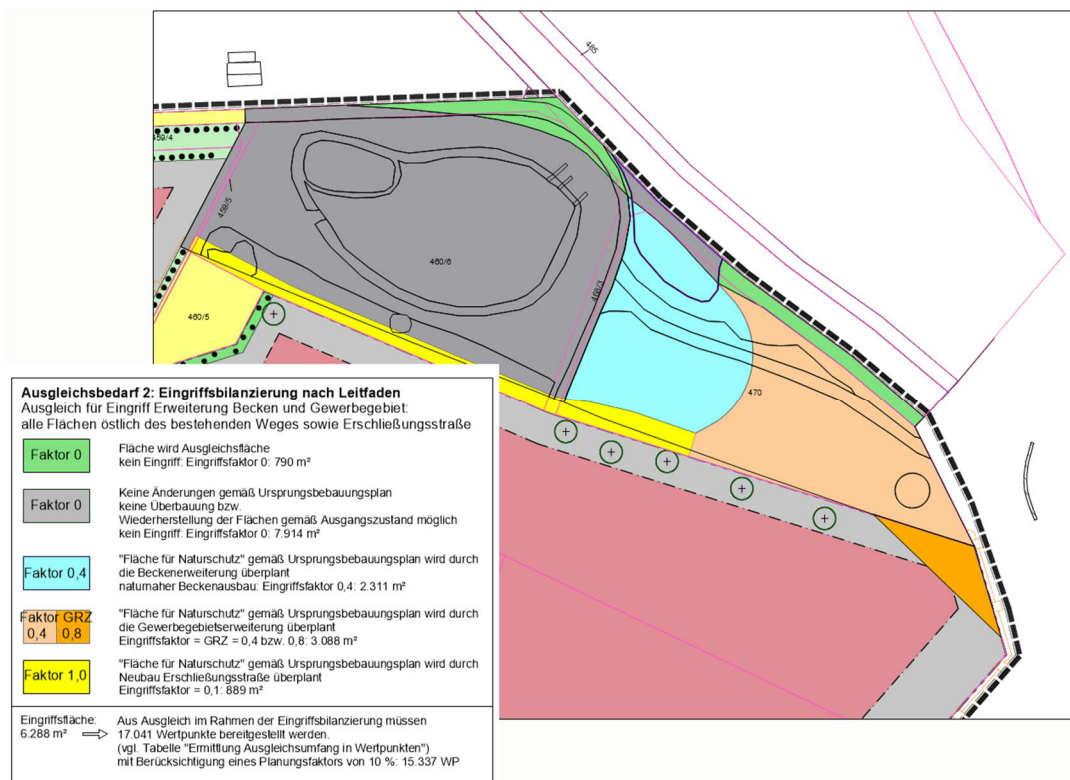 485
459/4
459/5
460/6
468/3
460/5
470
Ausgleichsbedarf 2: Eingriffsbilanzierung nach Leitfaden
Ausgleich für Eingriff Erweiterung Becken und Gewerbegebiet:
alle Flächen östlich des bestehenden Weges sowie Erschließungsstraße
Faktor 0
Fläche wird Ausgleichsfläche
kein Eingriff: Eingriffsfaktor 0: 790 m²
Faktor 0
Keine Änderungen gemäß Ursprungsbebauungsplan
keine Überbauung bzw.
Wiederherstellung der Flächen gemäß Ausgangszustand möglich
kein Eingriff: Eingriffsfaktor 0: 7.914 m²
Faktor 0,4
"Fläche für Naturschutz" gemäß Ursprungsbebauungsplan wird durch
die Beckenerweiterung überplant
naturnaher Beckenausbau: Eingriffsfaktor 0,4: 2.311 m²
Faktor GRZ
0,4 0,8
"Fläche für Naturschutz" gemäß Ursprungsbebauungsplan wird durch
die Gewerbegebietserweiterung überplant
Eingriffsfaktor = GRZ = 0,4 bzw. 0,8: 3.088 m²
Faktor 1,0
"Fläche für Naturschutz" gemäß Ursprungsbebauungsplan wird durch
Neubau Erschließungsstraße überplant
Eingriffsfaktor = 0,1: 889 m²
Eingriffsfläche:
6.288 m²
Aus Ausgleich im Rahmen der Eingriffsbilanzierung müssen
17.041 Wertpunkte bereitgestellt werden.
(vgl. Tabelle "Ermittlung Ausgleichsumfang in Wertpunkten")
mit Berücksichtigung eines Planungsfaktors von 10 %: 15.337 WP